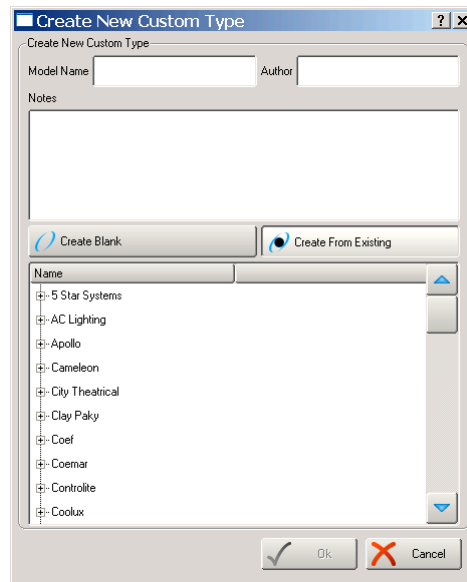 Create New Custom Type
Create New Custom Type
Model Name Author
Notes
Create Blank Create From Existing
Name
5 Star Systems
AC Lighting
Apollo
Cameleon
City Theatrical
Clay Paky
Coef
Coemar
Controlite
Coolux
Ok Cancel